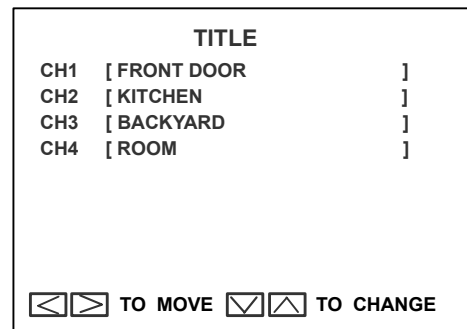 TITLE
CH1 [ FRONT DOOR ]
CH2 [ KITCHEN ]
CH3 [ BACKYARD ]
CH4 [ ROOM ]
TO MOVE TO CHANGE